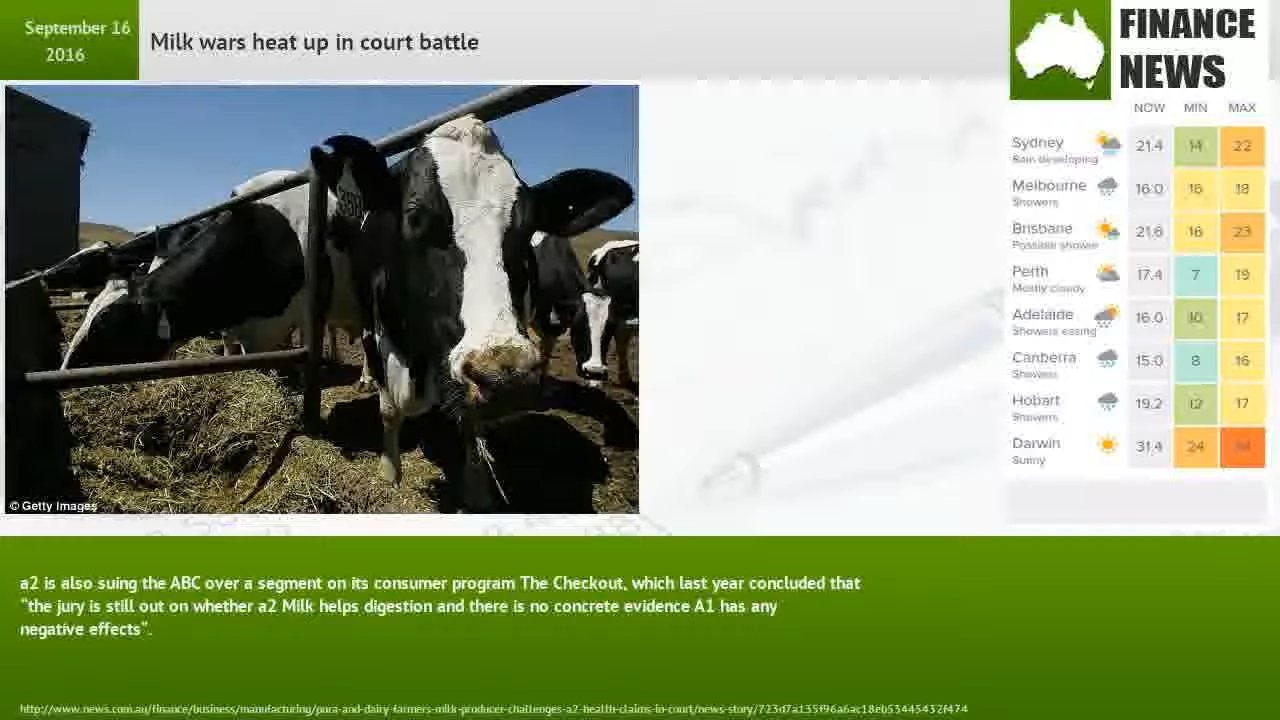 September 16
2016
Milk wars heat up in court battle
FINANCE
NEWS
NOW MIN MAX
Sydney 21.4 14 22
Rain developing
Melbourne 16.0 16 18
Showers
Brisbane 21.6 16 23
Possible shower
Perth 17.4 7 19
Mostly cloudy
Adelaide 16.0 10 17
Showers easing
Canberra 15.0 8 16
Showers
Hobart 19.2 12 17
Showers
Darwin 31.4 24
Sunny
© Getty Images
a2 is also suing the ABC over a segment on its consumer program The Checkout, which last year concluded that
"the jury is still out on whether a2 Milk helps digestion and there is no concrete evidence A1 has any
negative effects".
http://www.news.com.au/finance/business/manufacturing/pura-and-dairy-farmers-milk-producer-challenges-a2-health-claims-in-court/news-story/723d7a135f96a6ac18eb53445432f474